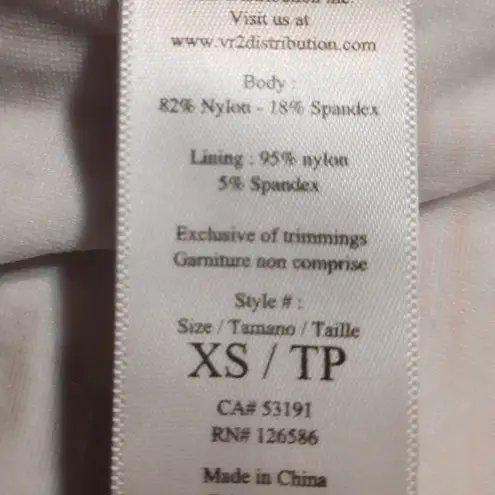 Visit us at
www.vr2distribution.com
Body :
82% Nylon - 18% Spandex
Lining : 95% nylon
5% Spandex
Exclusive of trimmings
Garniture non comprise
Style # :
Size / Tamano / Taille
XS / TP
CA# 53191
RN# 126586
Made in China